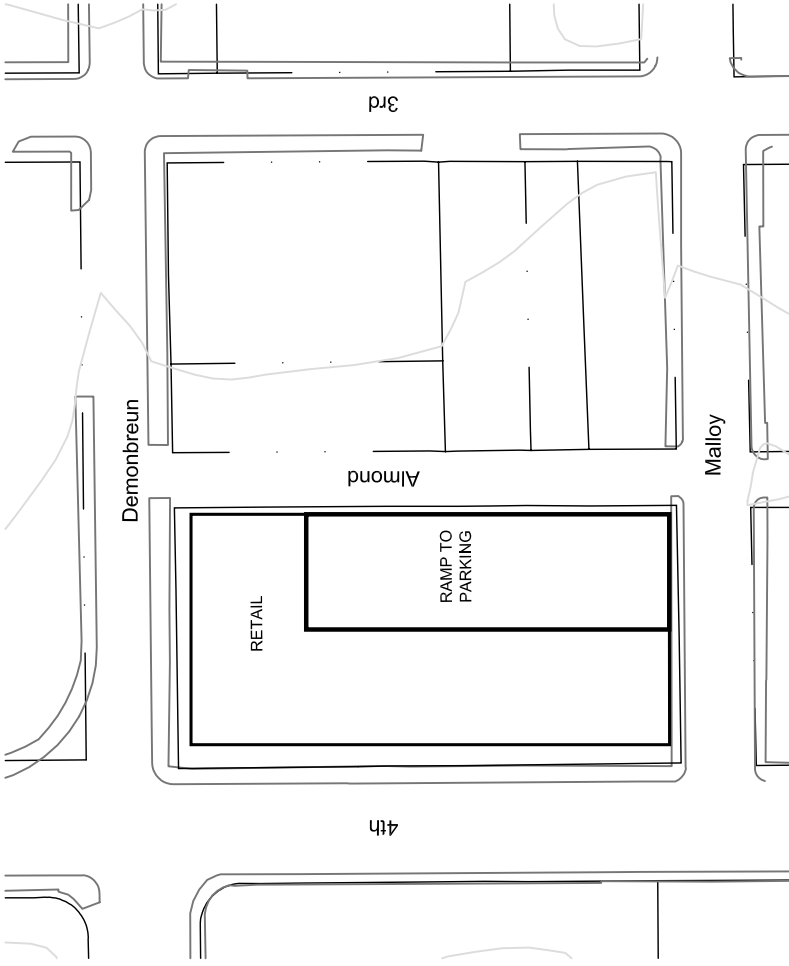 3rd
Demonbreun
Malloy
Almond
RAMP TO
PARKING
RETAIL
4th